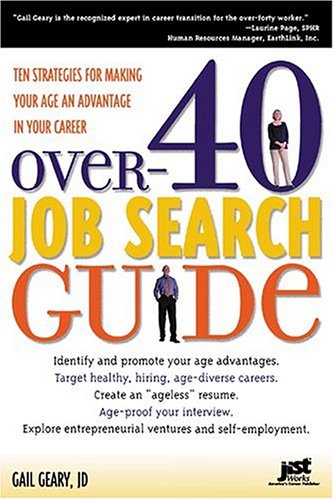 "Gail Geary is the recognized expert in career transition for the over-forty worker."
—Laurine Page, SPHR
Human Resources Manager, EarthLink, Inc.
TEN STRATEGIES FOR MAKING
YOUR AGE AN ADVANTAGE
IN YOUR CAREER
OVER-40
JOB SEARCH
GUiDe
Identify and promote your age advantages.
Target healthy, hiring, age-diverse careers.
Create an "ageless" resume.
Age-proof your interview.
Explore entrepreneurial ventures and self-employment.
GAIL GEARY, JD
jist
Works
America's Career Publisher